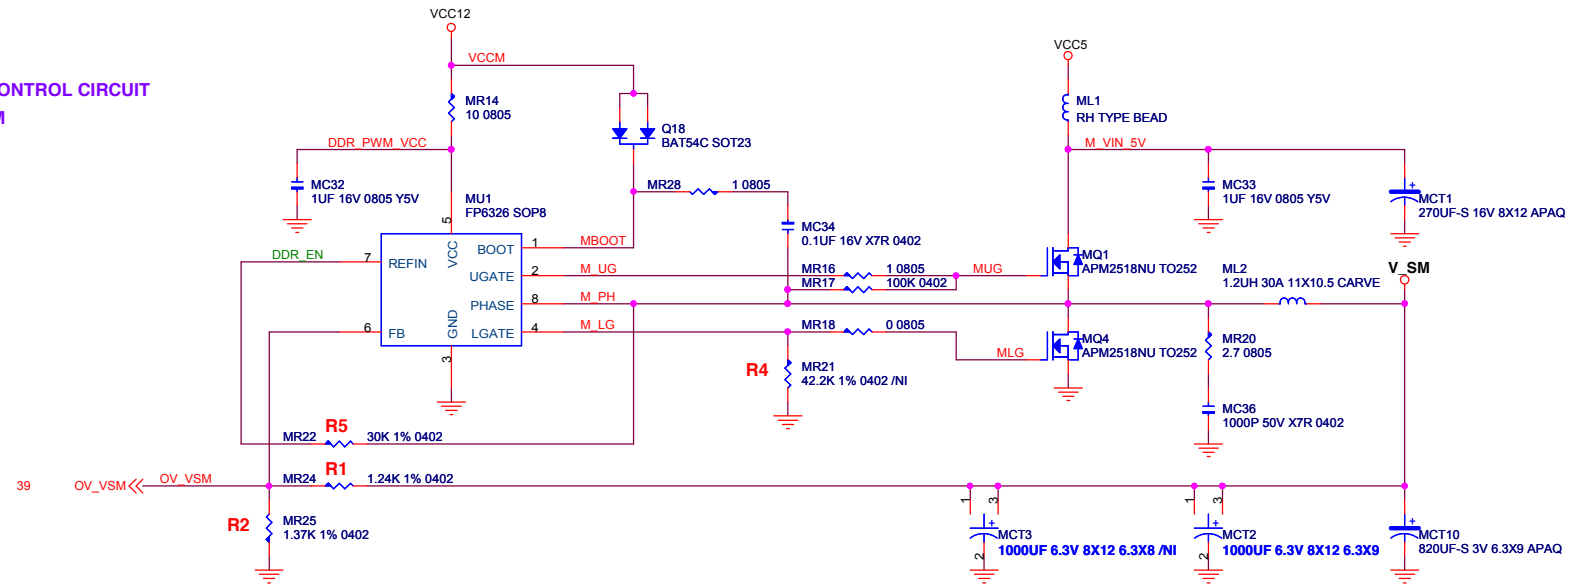 VCC12
VCCM
VCC5
ONTROL CIRCUIT
M
MR14
10 0805
ML1
RH TYPE BEAD
Q18
BAT54C SOT23
DDR_PWM_VCC
M_VIN_5V
MC32
1UF 16V 0805 Y5V
MU1
FP6326 SOP8
MR28
1 0805
MC33
1UF 16V 0805 Y5V
MCT1
270UF-S 16V 8X12 APAQ
MC34
0.1UF 16V X7R 0402
5
VCC
BOOT
1
MBOOT
DDR_EN
7
REFIN
UGATE
2
M_UG
MR16
1 0805
MUG
MQ1
APM2518NU TO252
MR17
100K 0402
ML2
1.2UH 30A 11X10.5 CARVE
V_SM
PHASE
8
M_PH
6
FB
GND
LGATE
4
M_LG
MR18
0 0805
MLG
MQ4
APM2518NU TO252
MR20
2.7 0805
3
R4
MR21
42.2K 1% 0402 /NI
MC36
1000P 50V X7R 0402
R5
MR22
30K 1% 0402
R1
MR24
1.24K 1% 0402
39
OV_VSM
OV_VSM
R2
MR25
1.37K 1% 0402
1
3
MCT3
1000UF 6.3V 8X12 6.3X8 /NI
2
1
3
MCT2
1000UF 6.3V 8X12 6.3X9
2
MCT10
820UF-S 3V 6.3X9 APAQ